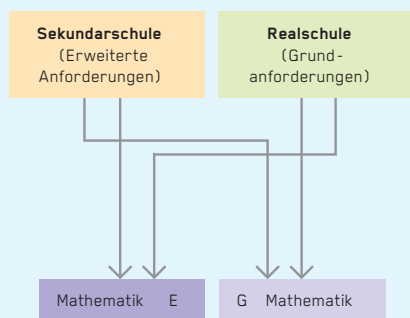 Sekundarschule
(Erweiterte
Anforderungen)
Realschule
(Grund-
anforderungen)
Mathematik E
G Mathematik